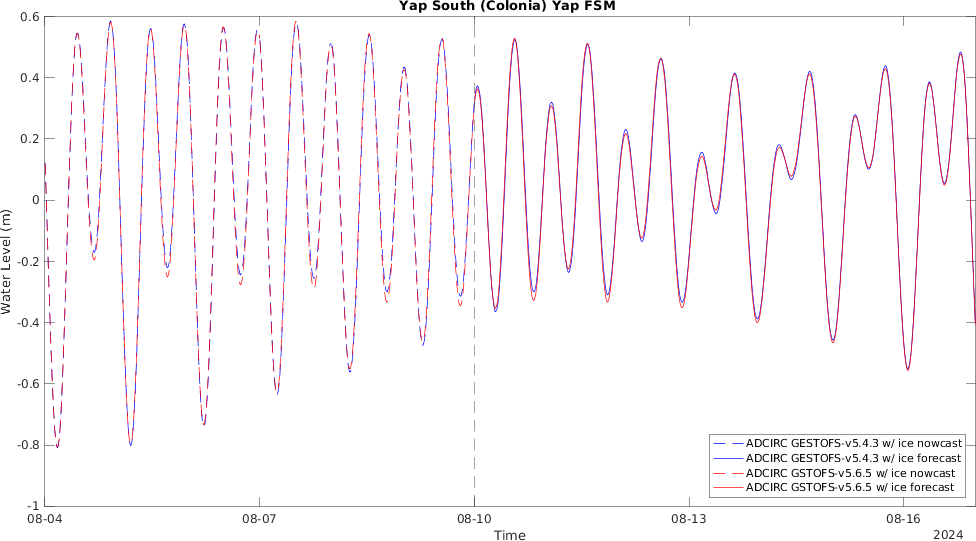 Yap South (Colonia) Yap FSM
0.6
0.4
0.2
0
-0.2
-0.4
-0.6
-0.8
-1
Water Level (m)
ADCIRC GESTOFS-v5.4.3 w/ ice nowcast
ADCIRC GESTOFS-v5.4.3 w/ ice forecast
ADCIRC GSTOFS-v5.6.5 w/ ice nowcast
ADCIRC GSTOFS-v5.6.5 w/ ice forecast
08-04 08-07 08-10 08-13 08-16
Time
2024